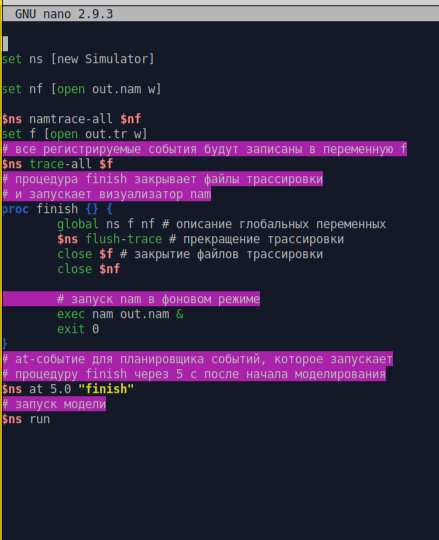 GNU nano 2.9.3
set ns [new Simulator]
set nf [open out.nam w]
$ns namtrace-all $nf
set f [open out.tr w]
# все регистрируемые события будут записаны в переменную f
$ns trace-all $f
# процедура finish закрывает файлы трассировки
# и запускает визуализатор nam
proc finish {} {
global ns f nf # описание глобальных переменных
$ns flush-trace # прекращение трассировки
close $f # закрытие файлов трассировки
close $nf
# запуск nam в фоновом режиме
exec nam out.nam &
exit 0
}
# at-событие для планировщика событий, которое запускает
# процедуру finish через 5 с после начала моделирования
$ns at 5.0 "finish"
# запуск модели
$ns run